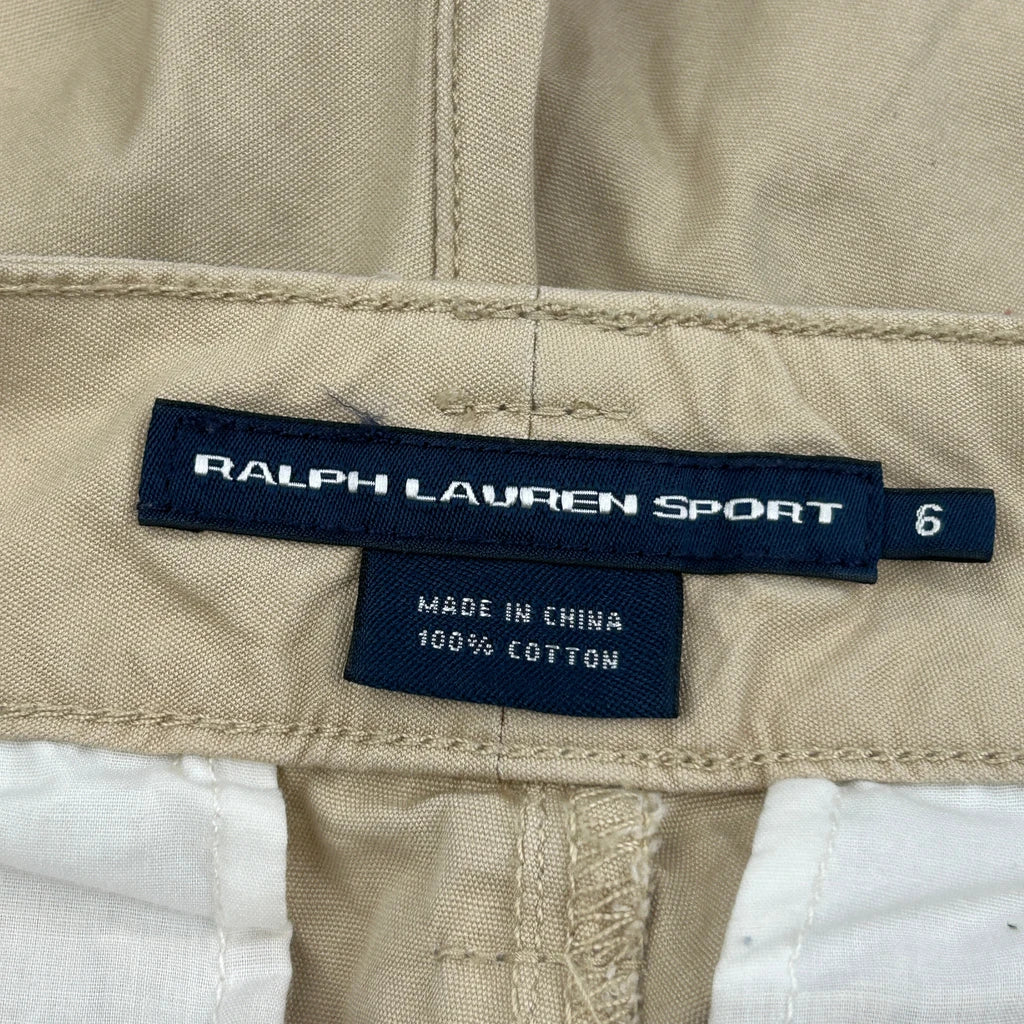 RALPH LAUREN SPORT
6
MADE IN CHINA
100% COTTON